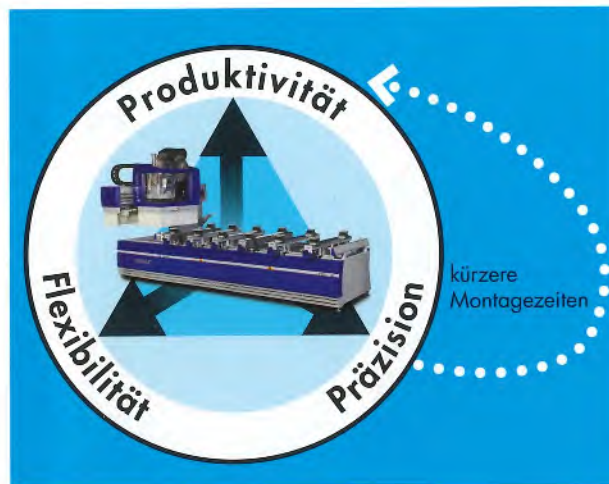 Produktivität
Flexibilität
Präzision
kürzere
Montagezeiten